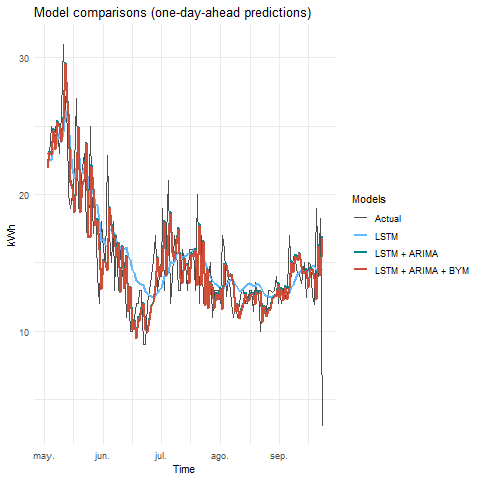 Model comparisons (one-day-ahead predictions)
30
20
10
kWh
may.
jun.
jul.
ago.
sep.
Time
Models
Actual
LSTM
LSTM + ARIMA
LSTM + ARIMA + BYM